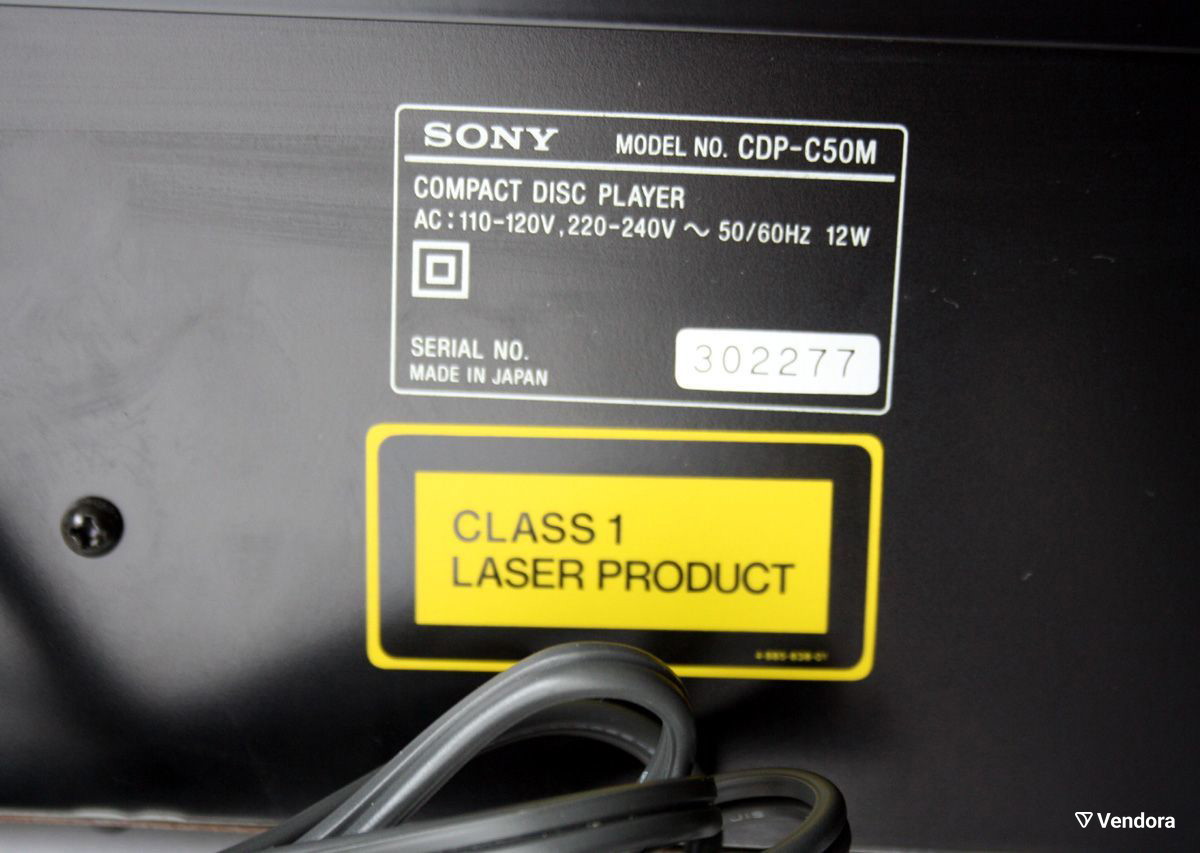 SONY MODEL NO. CDP-C50M
COMPACT DISC PLAYER
AC: 110-120V, 220-240V ~ 50/60HZ 12W
SERIAL NO. 302277
MADE IN JAPAN
CLASS 1
LASER PRODUCT
Vendora